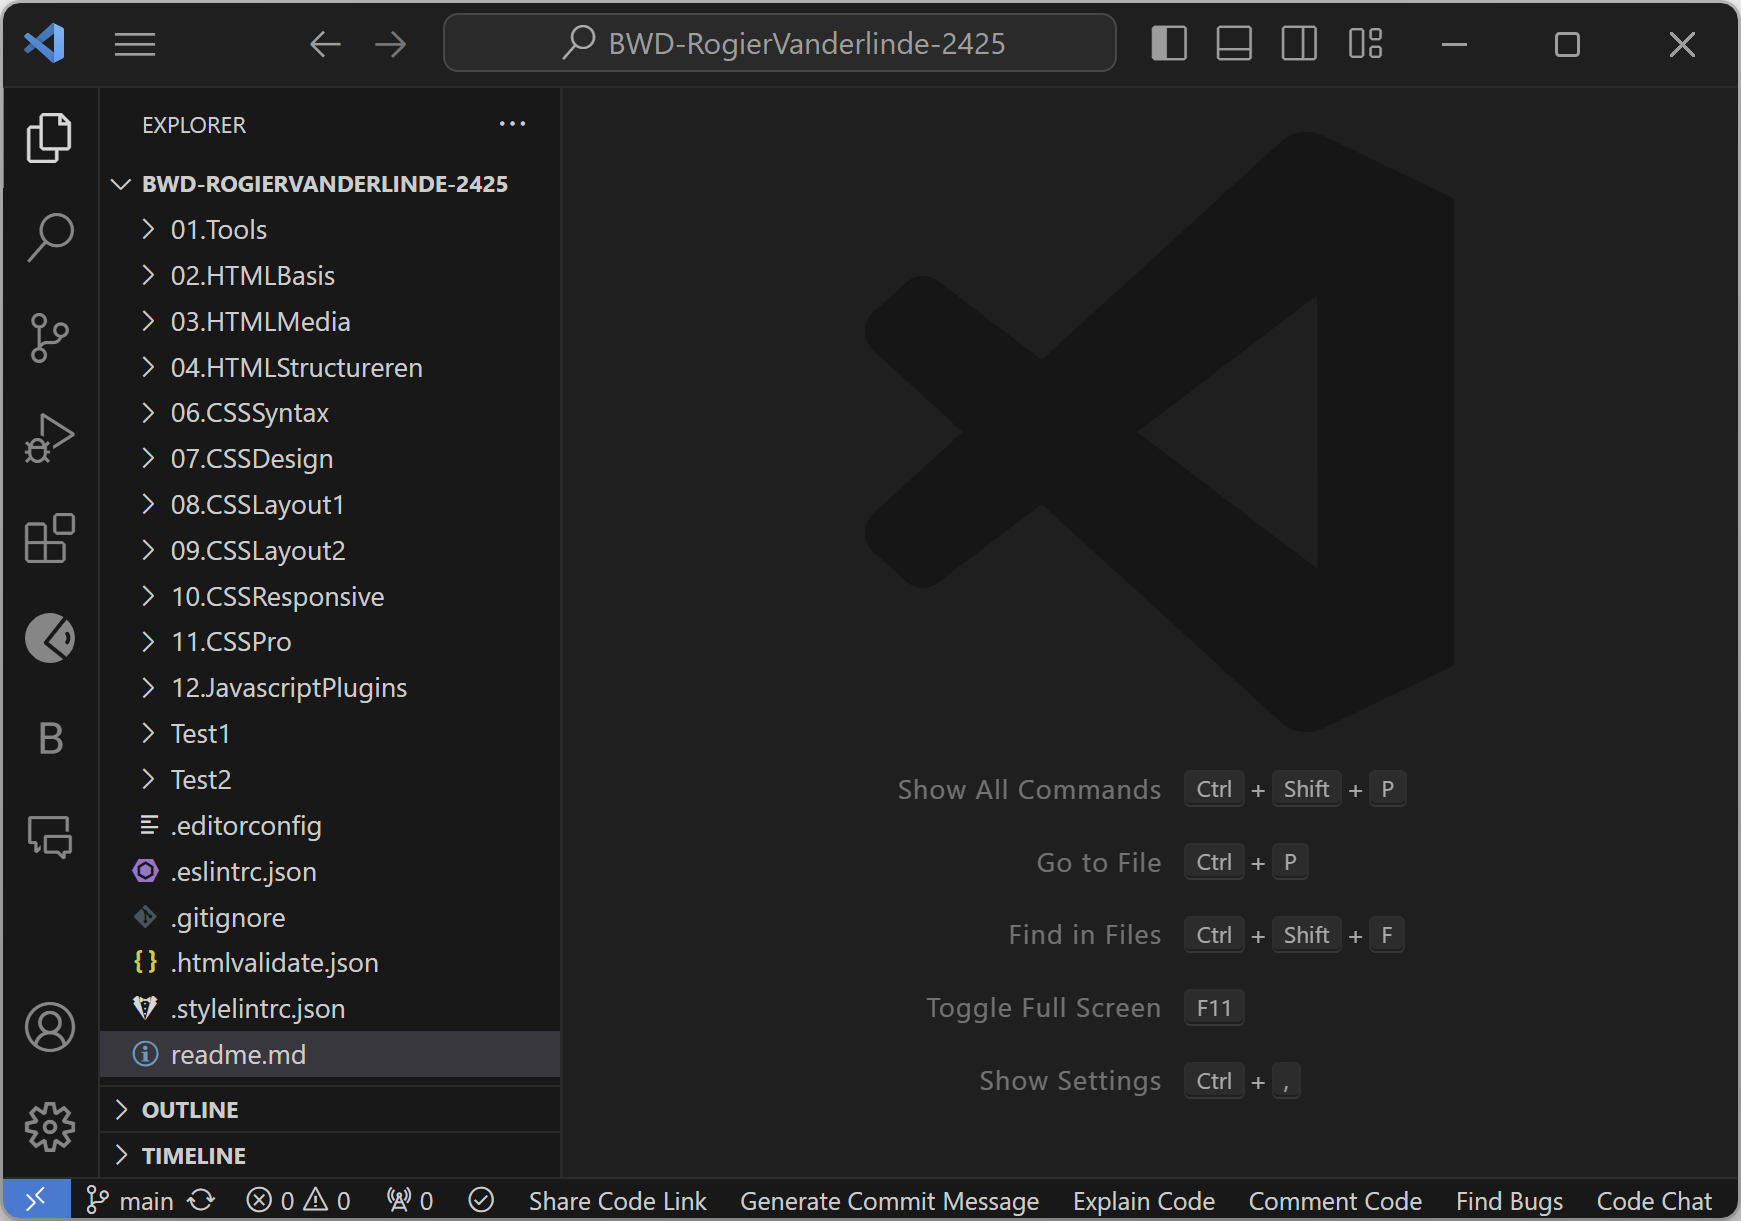 BWD-RogierVanderlinde-2425
EXPLORER
BWD-ROGIERVANDERLINDE-2425
01.Tools
02.HTMLBasis
03.HTMLMedia
04.HTMLStructureren
06.CSSSyntax
07.CSSDesign
08.CSSLayout1
09.CSSLayout2
10.CSSResponsive
11.CSSPro
12.JavascriptPlugins
Test1
Test2
.editorconfig
.eslintrc.json
.gitignore
.htmlvalidate.json
.stylelintrc.json
readme.md
OUTLINE
TIMELINE
B
Show All Commands Ctrl + Shift + P
Go to File Ctrl + P
Find in Files Ctrl + Shift + F
Toggle Full Screen F11
Show Settings Ctrl + ,
main 0 0 0 Share Code Link Generate Commit Message Explain Code Comment Code Find Bugs Code Chat